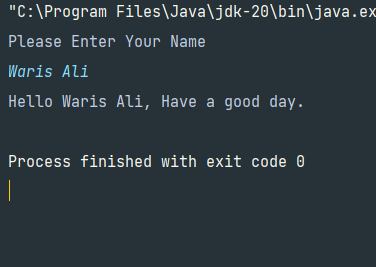 "C:\Program Files\Java\jdk-20\bin\java.ex
Please Enter Your Name
Waris Ali
Hello Waris Ali, Have a good day.
Process finished with exit code 0